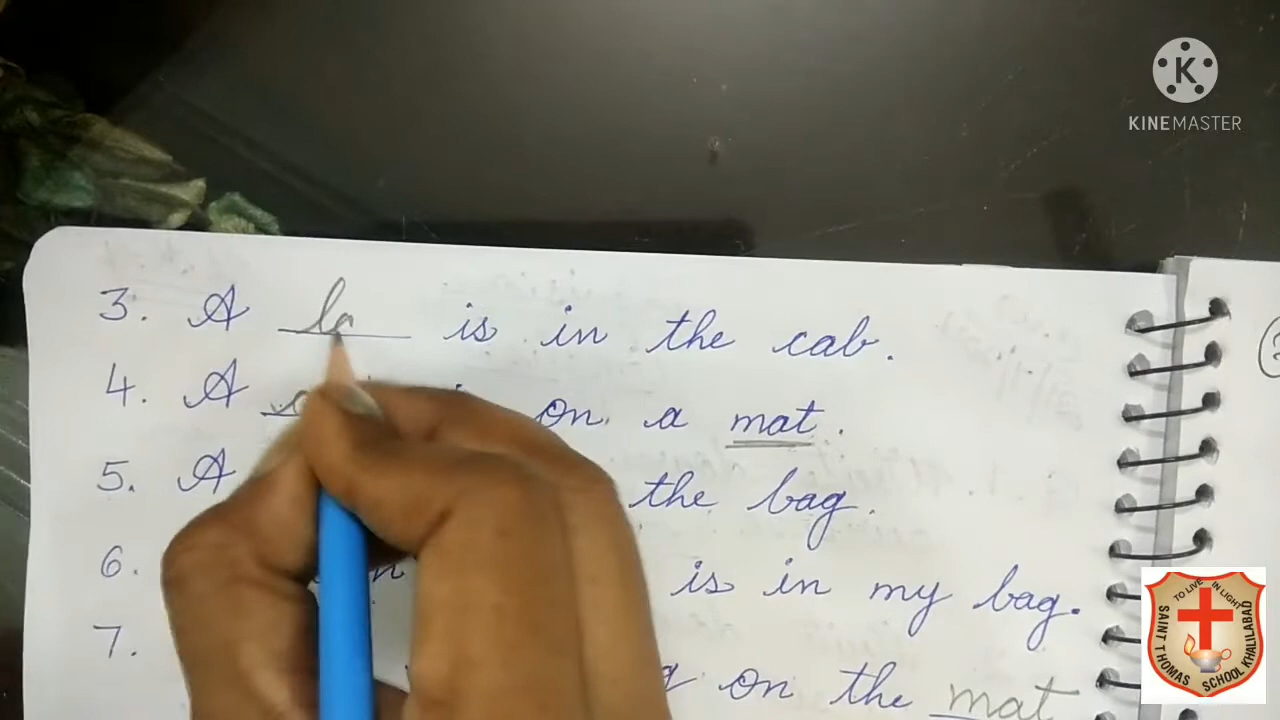 KINEMASTER
3. A la is in the cab.
4. A on a mat.
5. A the bag.
6. is in my bag.
7. on the mat
TO LIVE IN LIGHT
SAINT THOMAS SCHOOL KHALILABAD